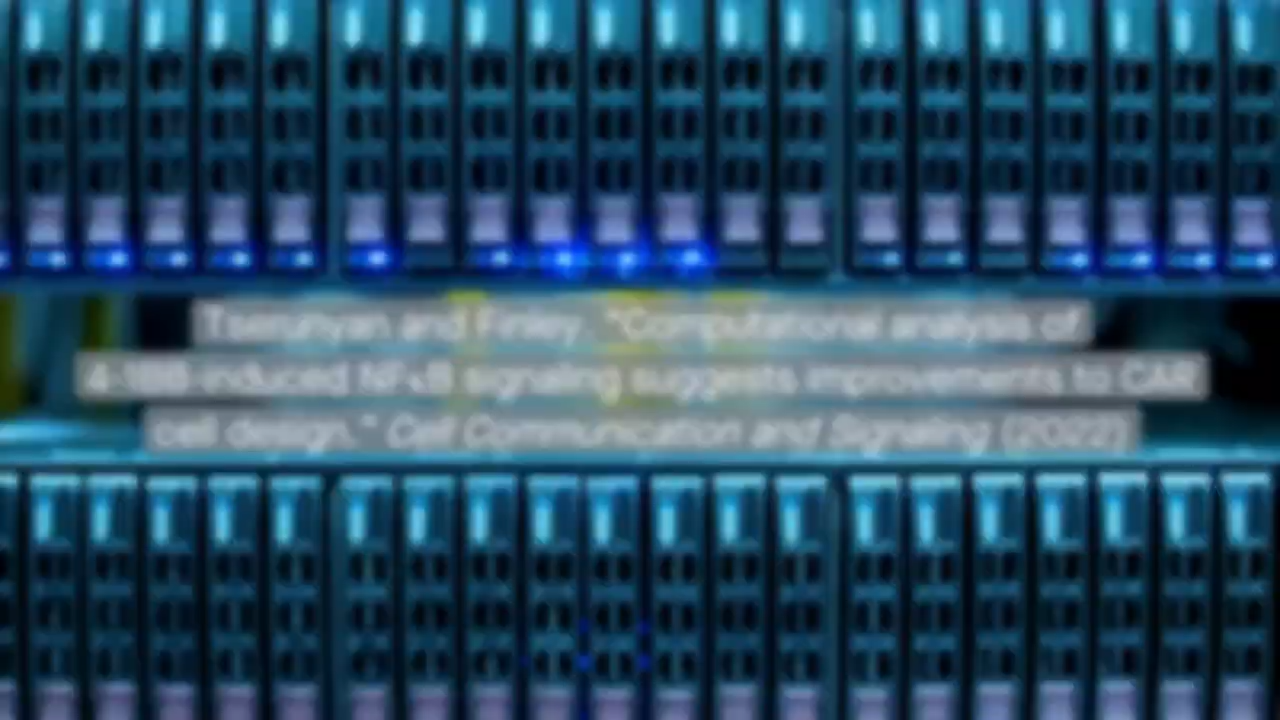 Tserunyan and Finley. "Computational analysis of
4-1BB-induced NFκB signaling suggests improvements to CAR
cell design." Cell Communication and Signaling (2022)